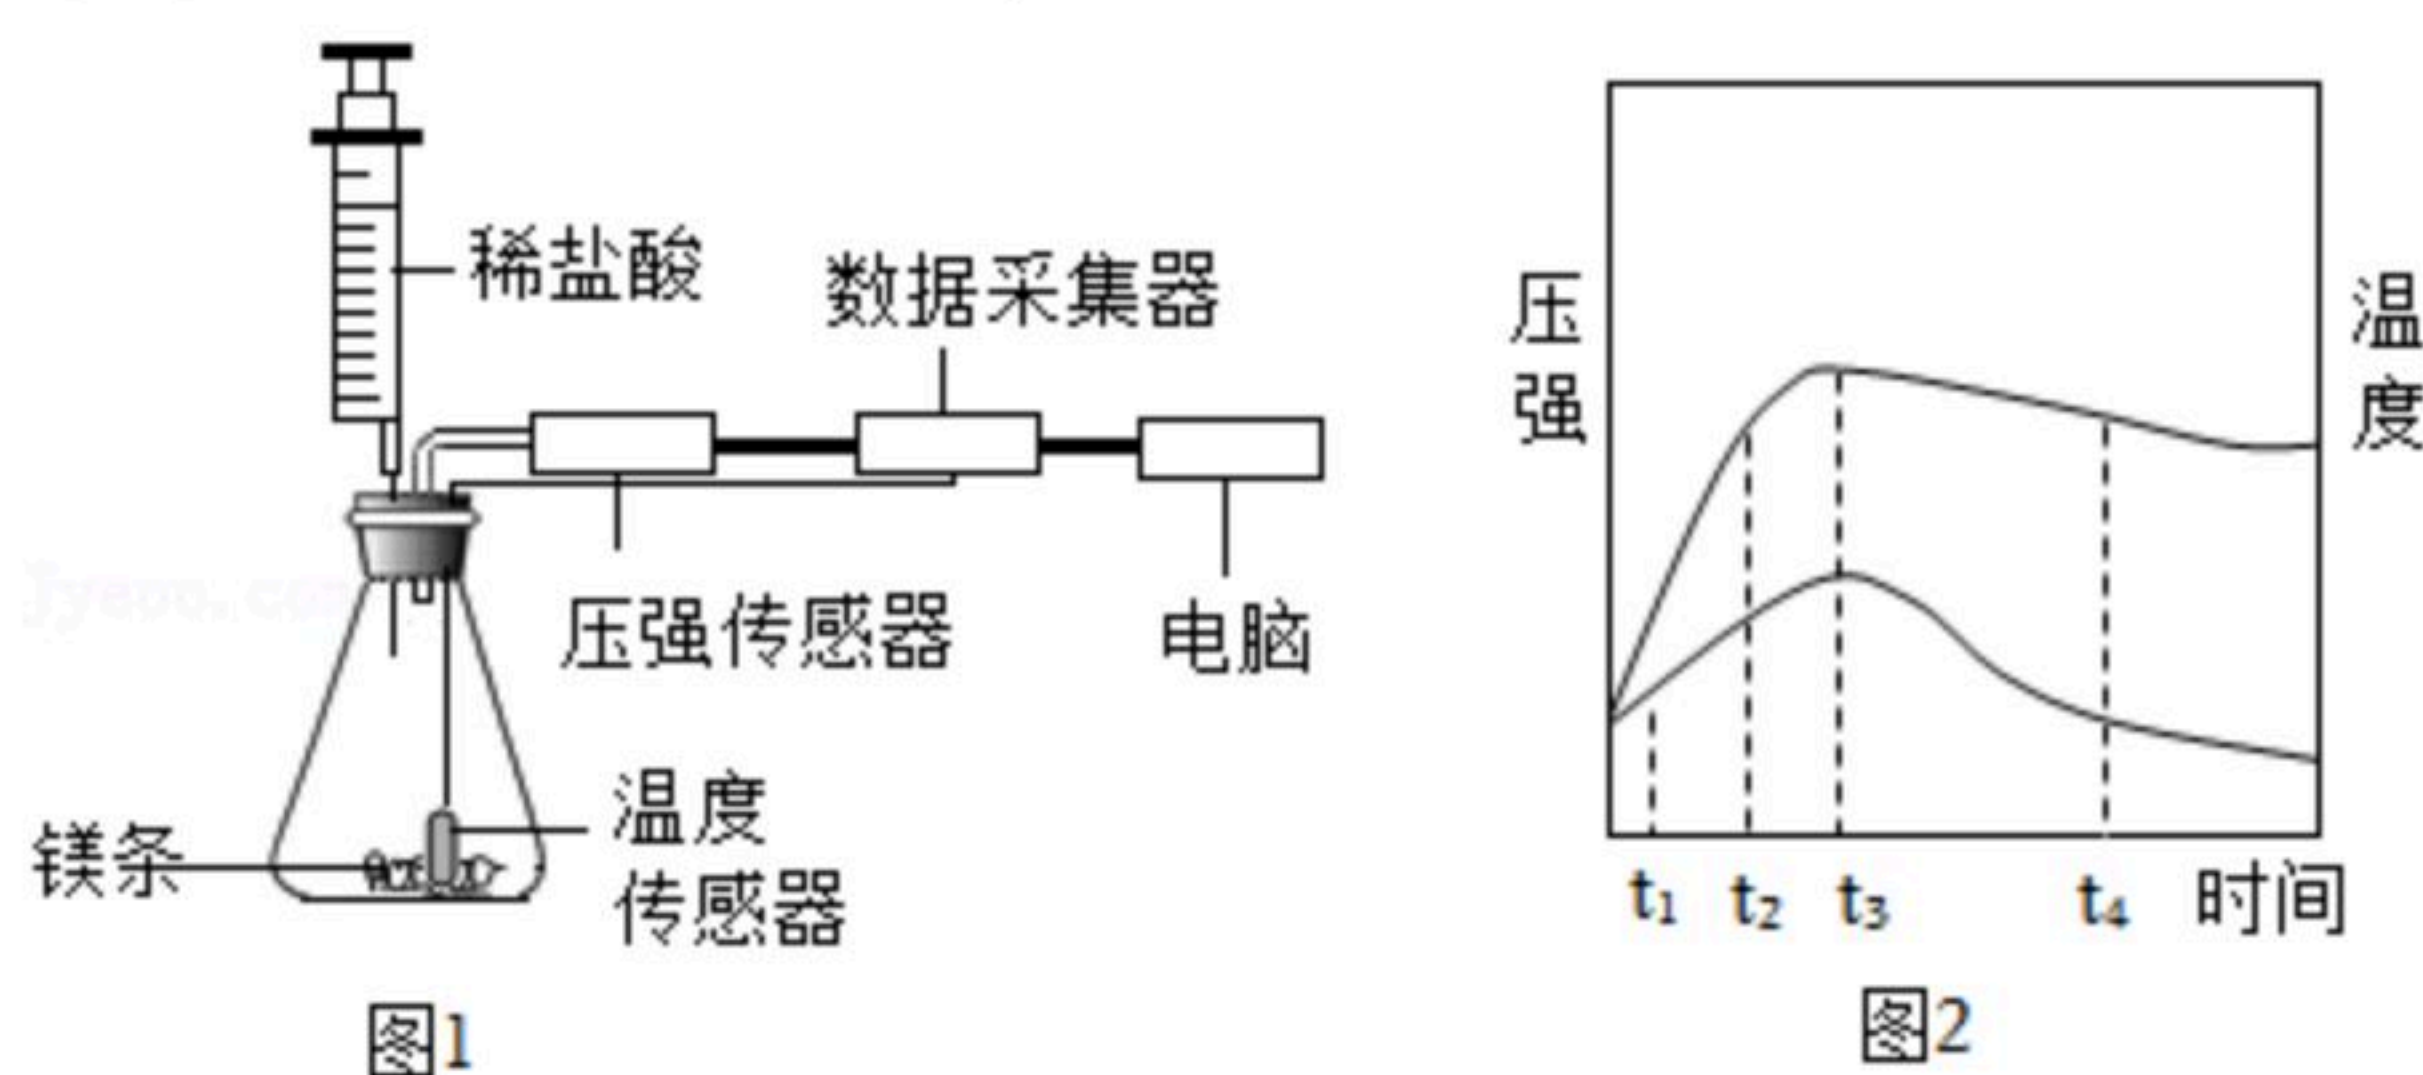 稀盐酸
数据采集器
压强传感器
电脑
镁条
温度
传感器
图1
压
强
温
度
t₁ t₂ t₃ t₄ 时间
图2